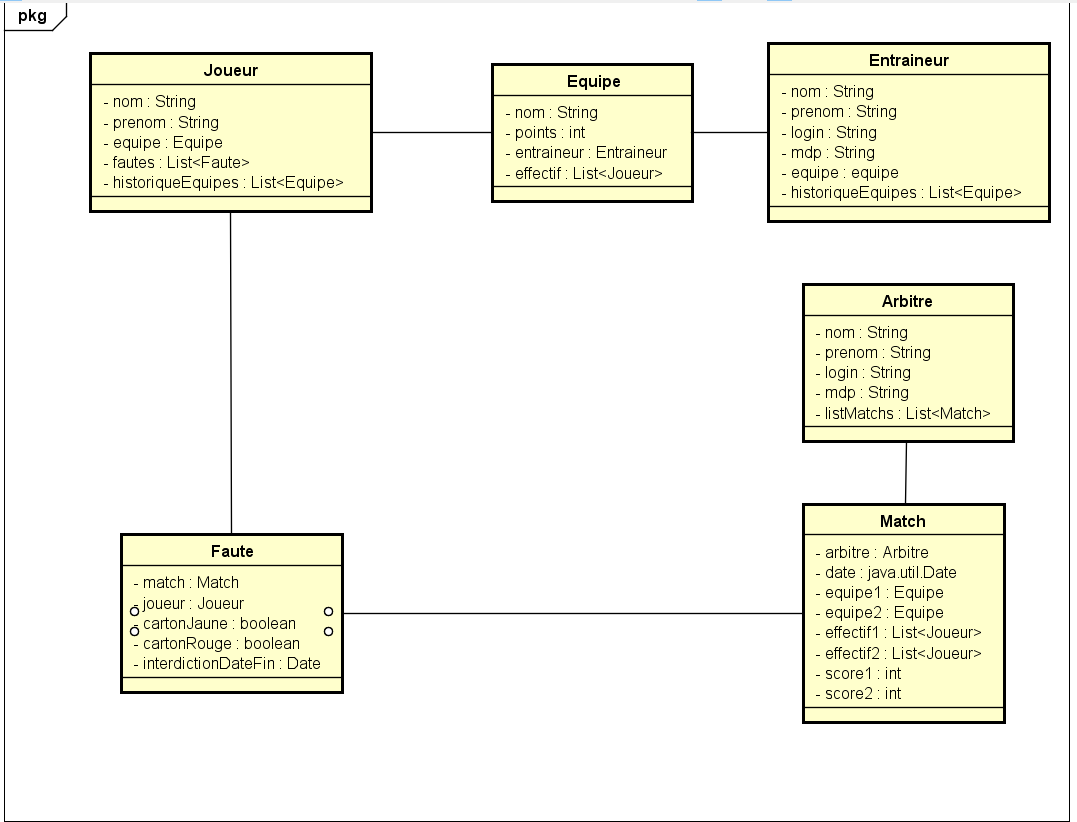 pkg
Joueur
- nom : String
- prenom : String
- equipe : Equipe
- fautes : List<Faute>
- historiqueEquipes : List<Equipe>
Equipe
- nom : String
- points : int
- entraineur : Entraineur
- effectif : List<Joueur>
Entraineur
- nom : String
- prenom : String
- login : String
- mdp : String
- equipe : equipe
- historiqueEquipes : List<Equipe>
Arbitre
- nom : String
- prenom : String
- login : String
- mdp : String
- listMatchs : List<Match>
Faute
- match : Match
- joueur : Joueur
- cartonJaune : boolean
- cartonRouge : boolean
- interdictionDateFin : Date
Match
- arbitre : Arbitre
- date : java.util.Date
- equipe1 : Equipe
- equipe2 : Equipe
- effectif1 : List<Joueur>
- effectif2 : List<Joueur>
- score1 : int
- score2 : int